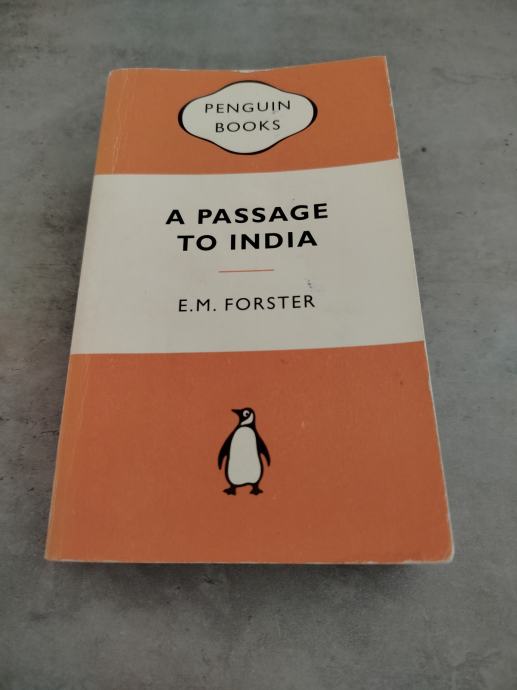 PENGUIN
BOOKS
A PASSAGE
TO INDIA
E.M. FORSTER